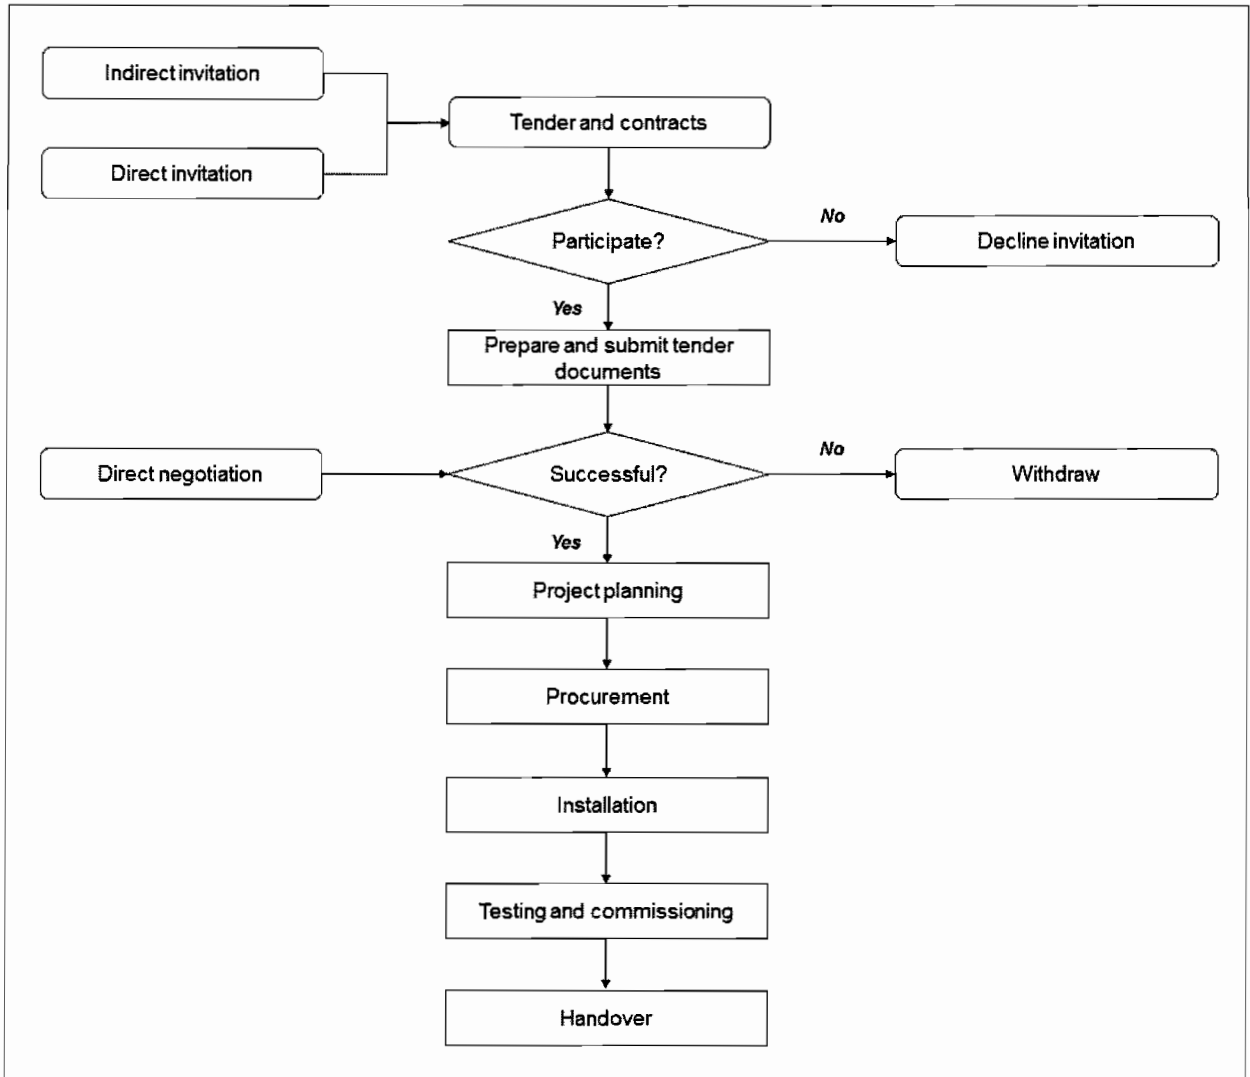 Indirect invitation
Tender and contracts
Direct invitation
No
Participate?
Decline invitation
Yes
Prepare and submit tender
documents
No
Direct negotiation
Successful?
Withdraw
Yes
Project planning
Procurement
Installation
Testing and commissioning
Handover